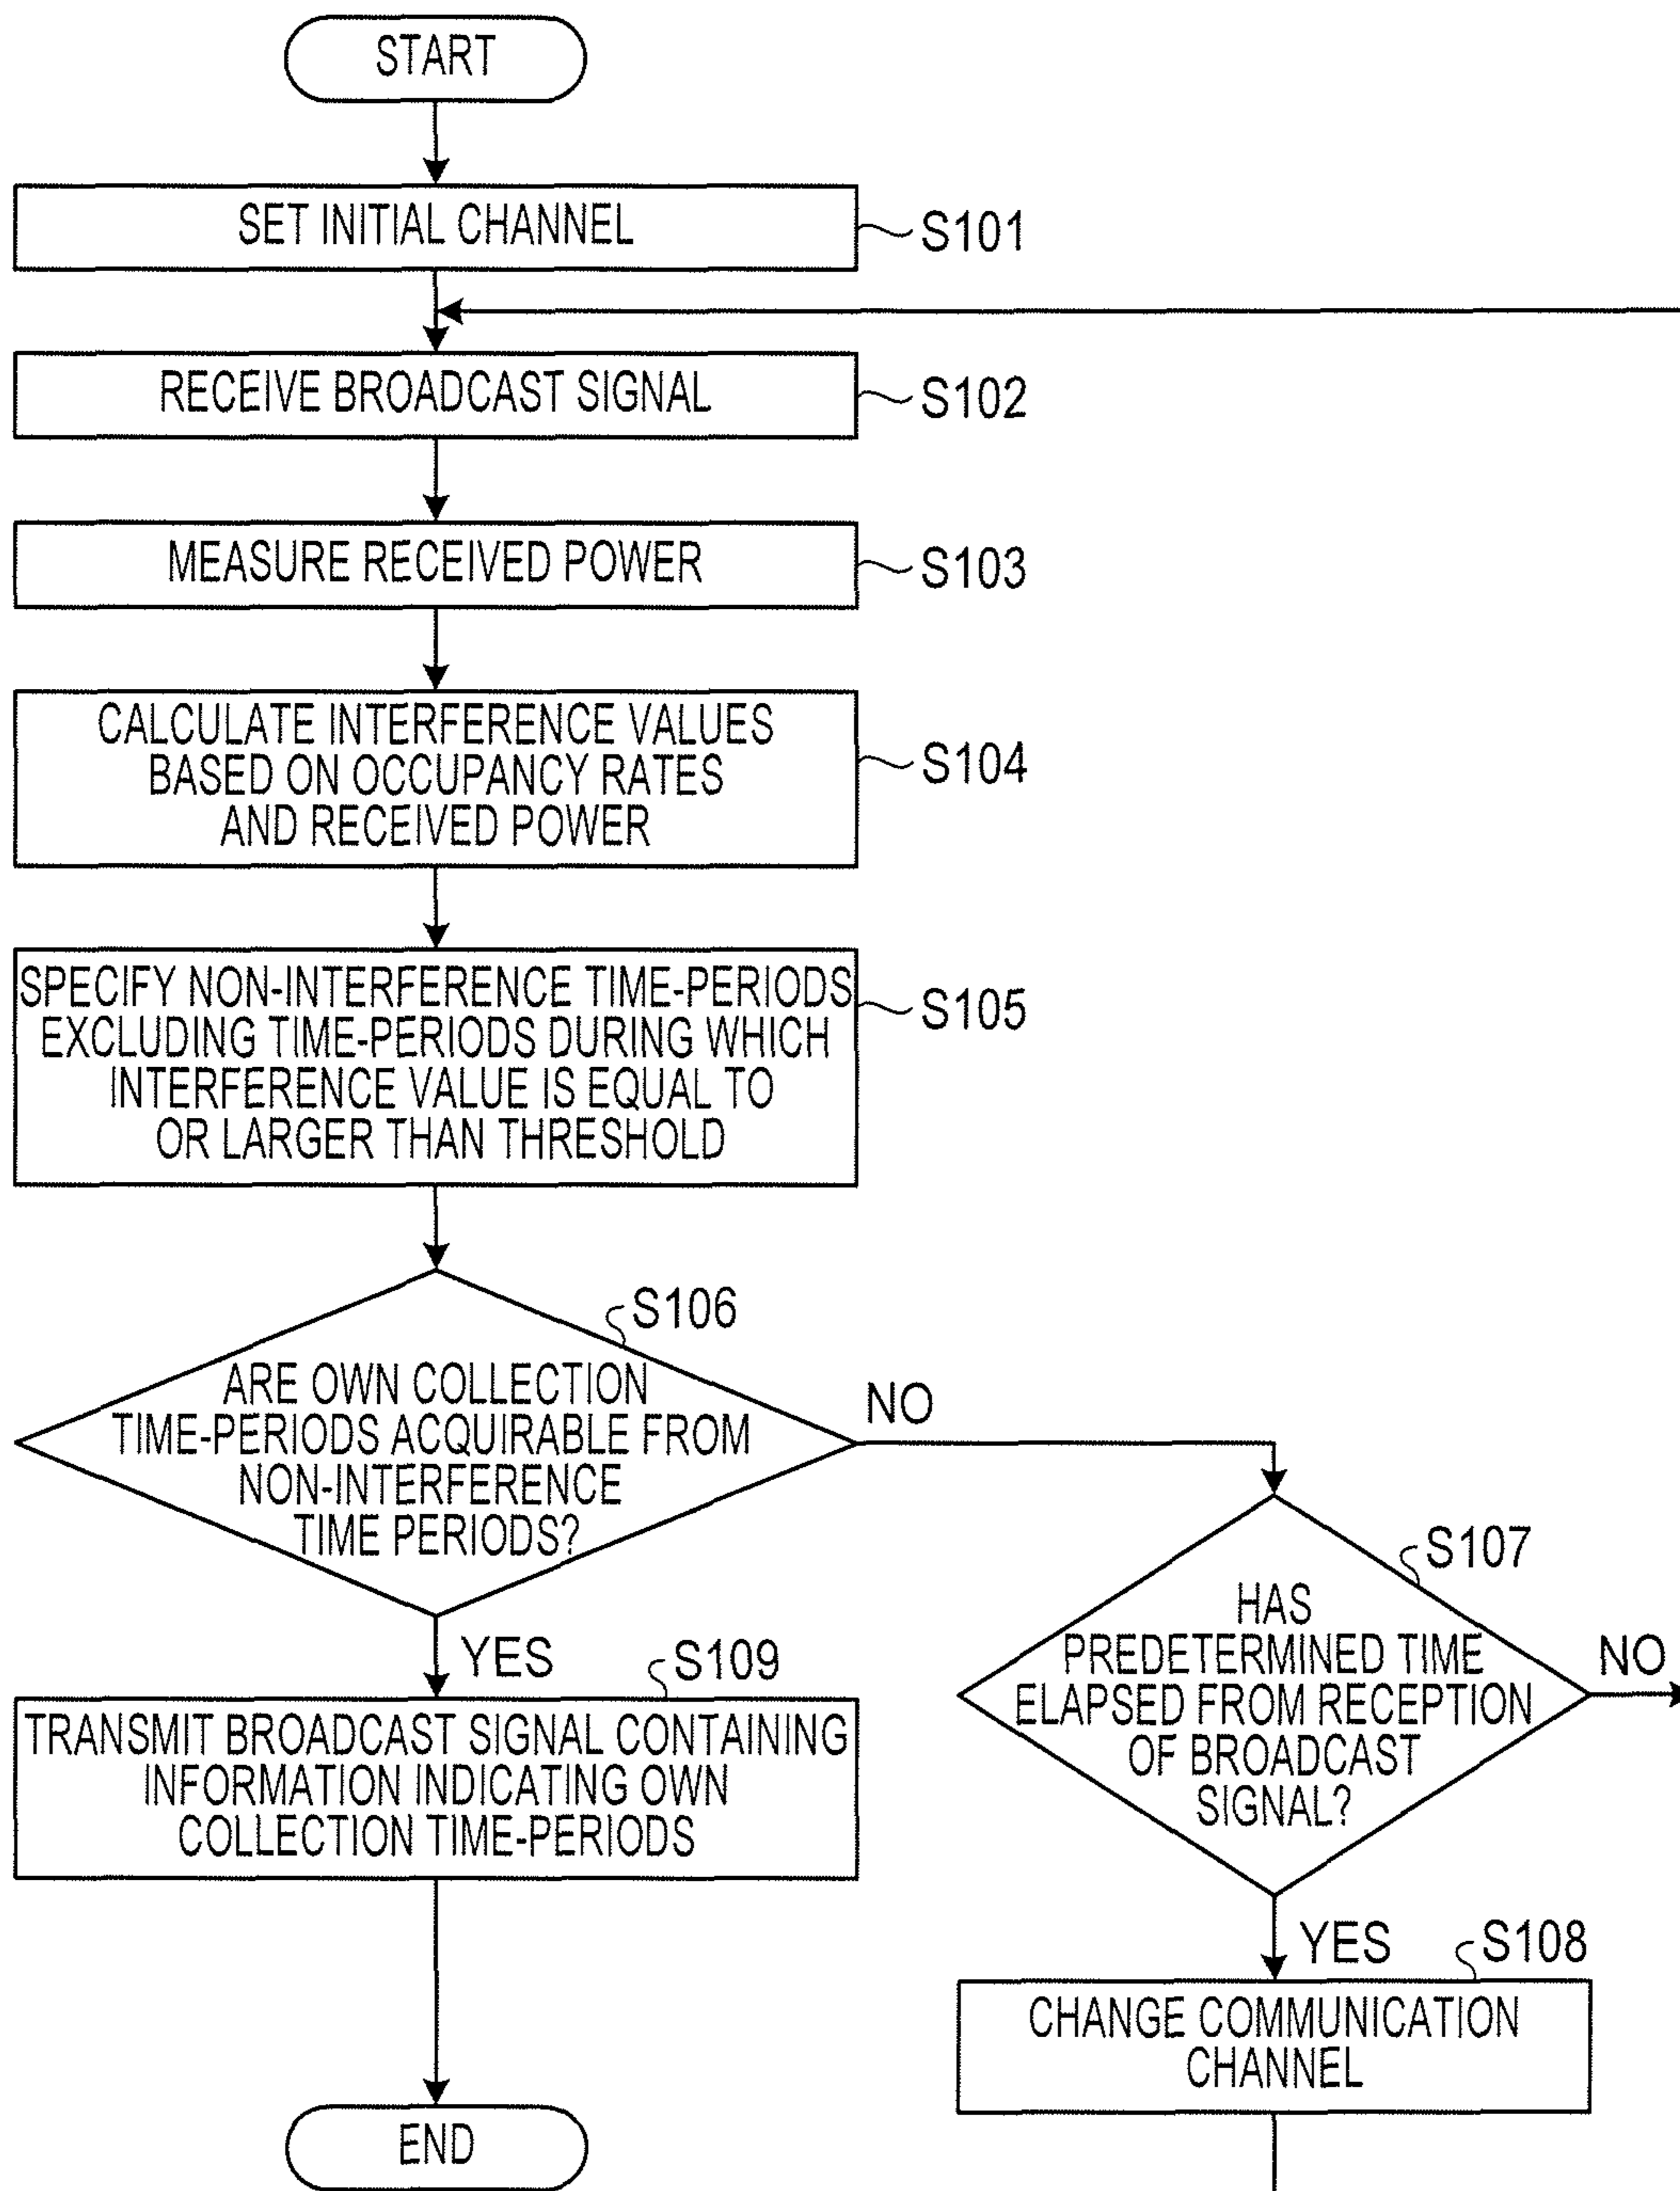 START
SET INITIAL CHANNEL
S101
RECEIVE BROADCAST SIGNAL
S102
MEASURE RECEIVED POWER
S103
CALCULATE INTERFERENCE VALUES
BASED ON OCCUPANCY RATES
AND RECEIVED POWER
S104
SPECIFY NON-INTERFERENCE TIME-PERIODS
EXCLUDING TIME-PERIODS DURING WHICH
INTERFERENCE VALUE IS EQUAL TO
OR LARGER THAN THRESHOLD
S105
S106
ARE OWN COLLECTION
TIME-PERIODS ACQUIRABLE FROM
NON-INTERFERENCE
TIME PERIODS?
NO
YES
S107
HAS
PREDETERMINED TIME
ELAPSED FROM RECEPTION
OF BROADCAST
SIGNAL?
NO
YES
S109
TRANSMIT BROADCAST SIGNAL CONTAINING
INFORMATION INDICATING OWN
COLLECTION TIME-PERIODS
S108
CHANGE COMMUNICATION
CHANNEL
END